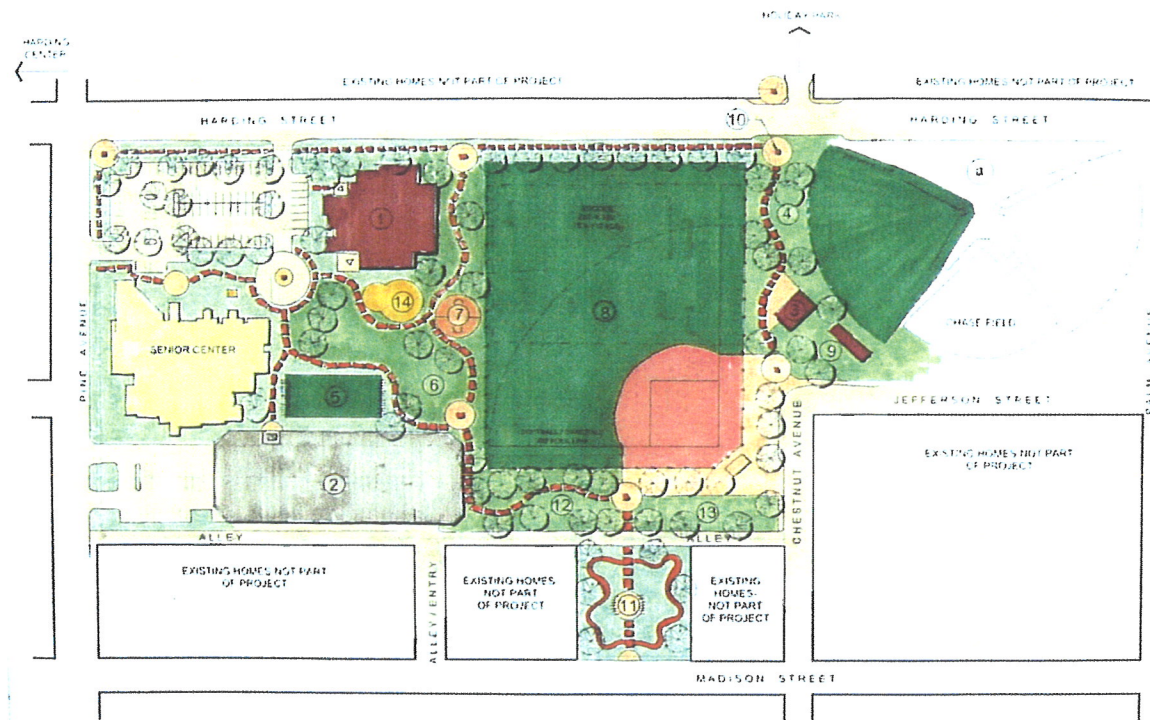 HOLIDAY PARK
HARDING
CENTER
EXISTING HOMES NOT PART OF PROJECT
EXISTING HOMES NOT PART OF PROJECT
HARDING STREET
HARDING STREET
10
a
1
4
14
7
8
3
9
CHASE FIELD
PINE AVENUE
SENIOR CENTER
5
6
JEFFERSON STREET
CHESTNUT AVENUE
EXISTING HOMES NOT PART
OF PROJECT
2
12
13
ALLEY
ALLEY
EXISTING HOMES NOT PART
OF PROJECT
ALLEY/ENTRY
EXISTING HOMES
NOT PART
OF PROJECT
11
EXISTING
HOMES-
NOT PART
OF PROJECT
MADISON STREET